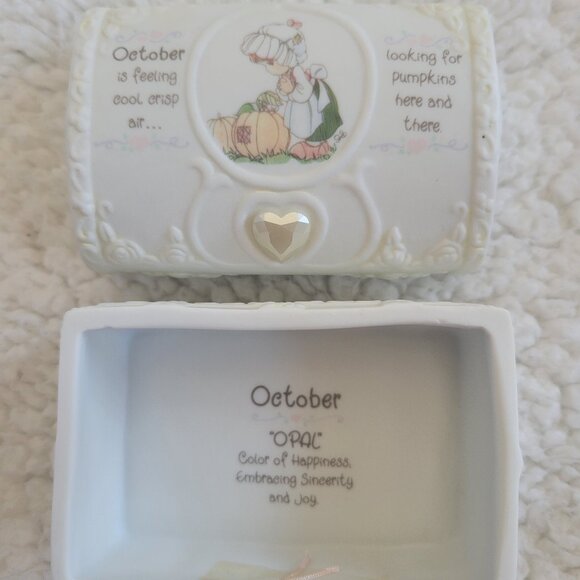 October
is feeling
cool, crisp
air...
looking for
pumpkins
here and
there.
October
"OPAL"
Color of Happiness,
Embracing Sincerity
and Joy.